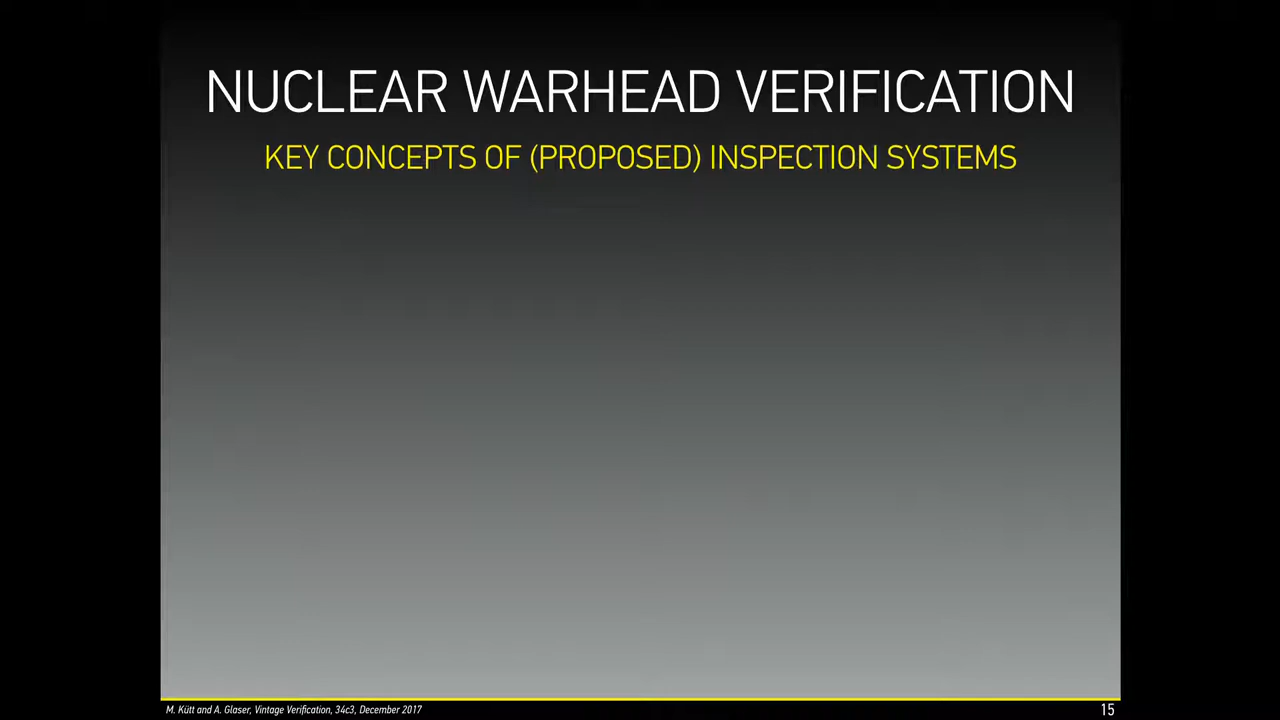 NUCLEAR WARHEAD VERIFICATION
KEY CONCEPTS OF (PROPOSED) INSPECTION SYSTEMS
M. Kütt and A. Glaser, Vintage Verification, 34c3, December 2017
15